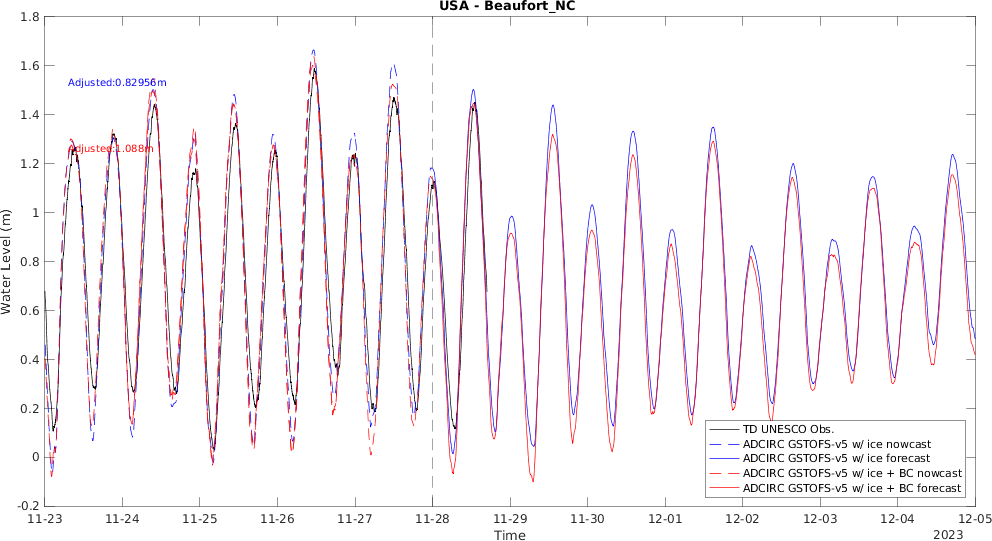 USA - Beaufort_NC
1.8
1.6
1.4
1.2
1
0.8
0.6
0.4
0.2
0
-0.2
Water Level (m)
Adjusted:0.82956m
Adjusted:1.088m
TD UNESCO Obs.
ADCIRC GSTOFS-v5 w/ ice nowcast
ADCIRC GSTOFS-v5 w/ ice forecast
ADCIRC GSTOFS-v5 w/ ice + BC nowcast
ADCIRC GSTOFS-v5 w/ ice + BC forecast
11-23 11-24 11-25 11-26 11-27 11-28 11-29 11-30 12-01 12-02 12-03 12-04 12-05
Time
2023